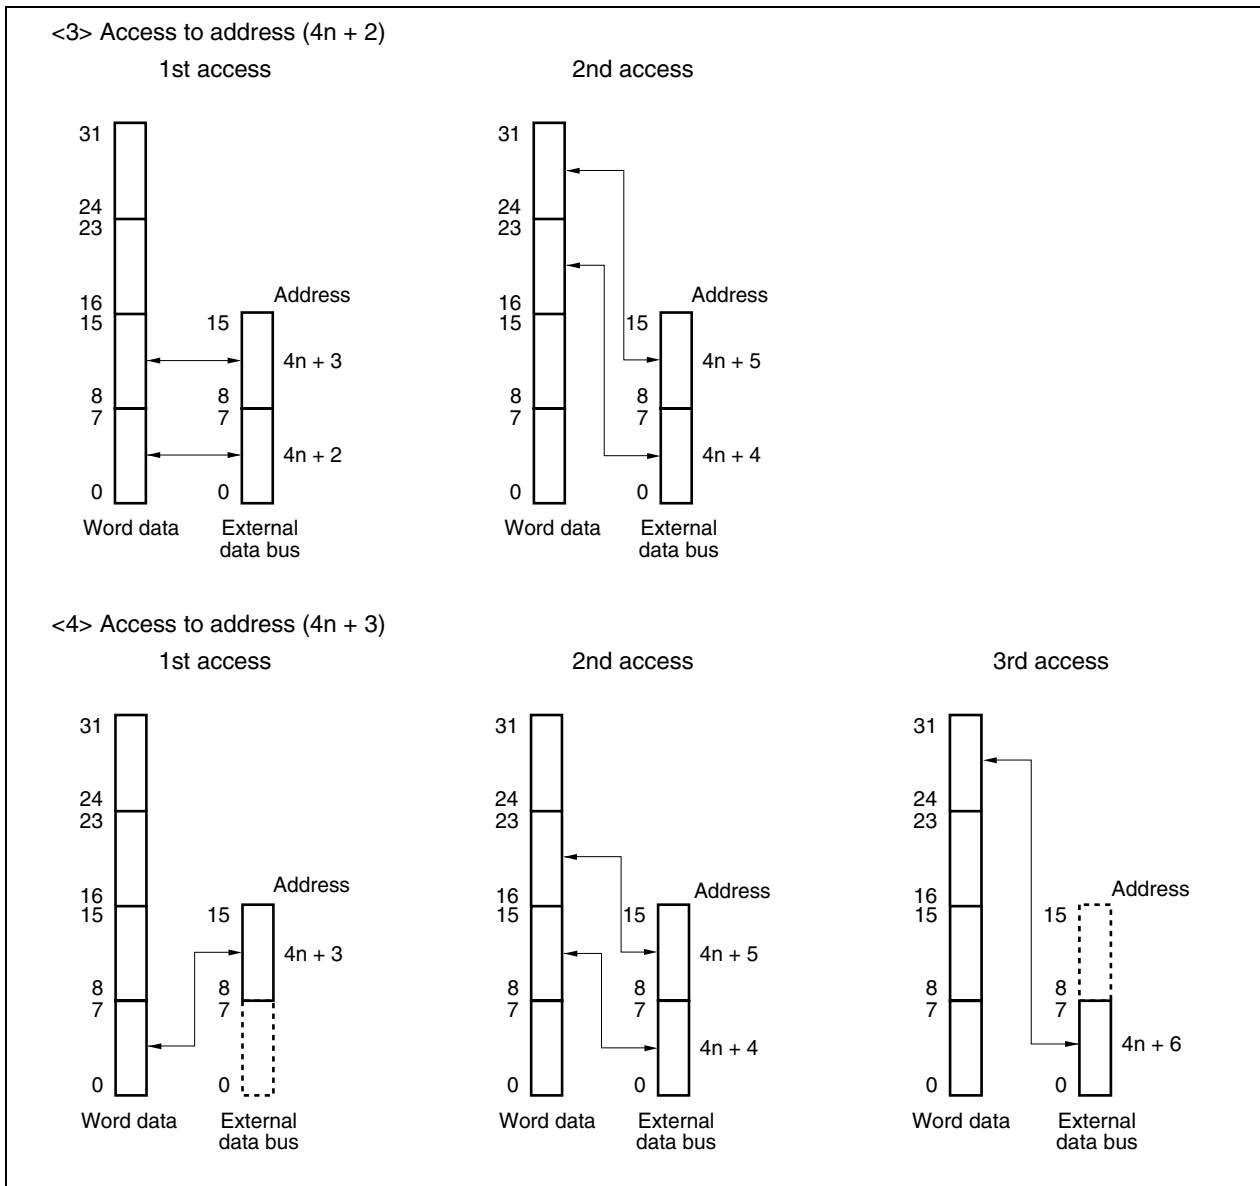 <3> Access to address (4n + 2)
1st access
2nd access
31
24
23
16
15
8
7
0
Address
15
4n + 3
8
7
4n + 2
0
Word data
External
data bus
31
24
23
16
15
8
7
0
Address
15
4n + 5
8
7
4n + 4
0
Word data
External
data bus
<4> Access to address (4n + 3)
1st access
2nd access
3rd access
31
24
23
16
15
8
7
0
Address
15
4n + 3
8
7
0
Word data
External
data bus
31
24
23
16
15
8
7
0
Address
15
4n + 5
8
7
4n + 4
0
Word data
External
data bus
31
24
23
16
15
8
7
0
Address
15
8
7
4n + 6
0
Word data
External
data bus